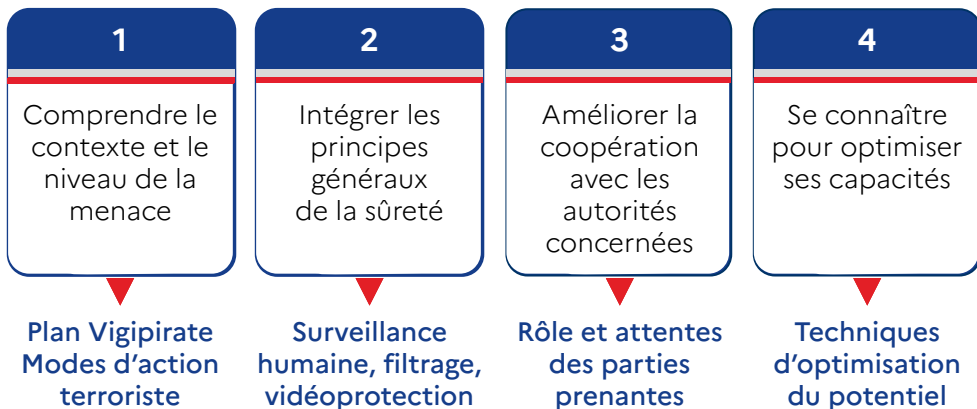 1
Comprendre le
contexte et le
niveau de la
menace
Plan Vigipirate
Modes d’action
terroriste
2
Intégrer les
principes
généraux
de la sûreté
Surveillance
humaine, filtrage,
vidéoprotection
3
Améliorer la
coopération
avec les
autorités
concernées
Rôle et attentes
des parties
prenantes
4
Se connaître
pour optimiser
ses capacités
Techniques
d’optimisation
du potentiel